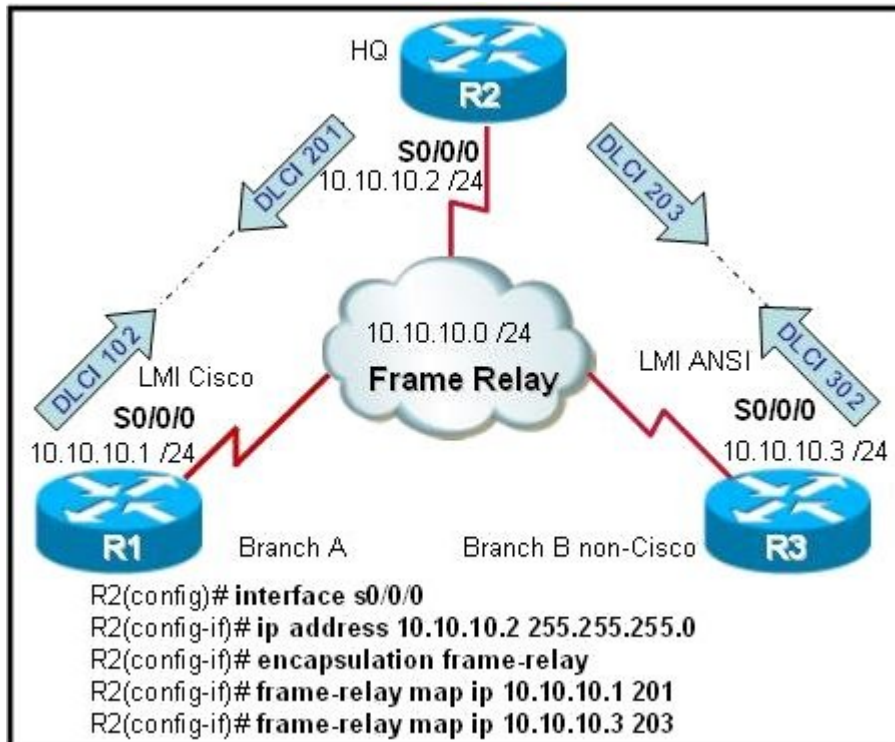 HQ
R2
S0/0/0
10.10.10.2 /24
DLCI 201
DLCI 203
10.10.10.0 /24
Frame Relay
DLCI 102
LMI Cisco
S0/0/0
10.10.10.1 /24
LMI ANSI
DLCI 302
S0/0/0
10.10.10.3 /24
R1
Branch A
Branch B non-Cisco
R3
R2(config)# interface s0/0/0
R2(config-if)# ip address 10.10.10.2 255.255.255.0
R2(config-if)# encapsulation frame-relay
R2(config-if)# frame-relay map ip 10.10.10.1 201
R2(config-if)# frame-relay map ip 10.10.10.3 203